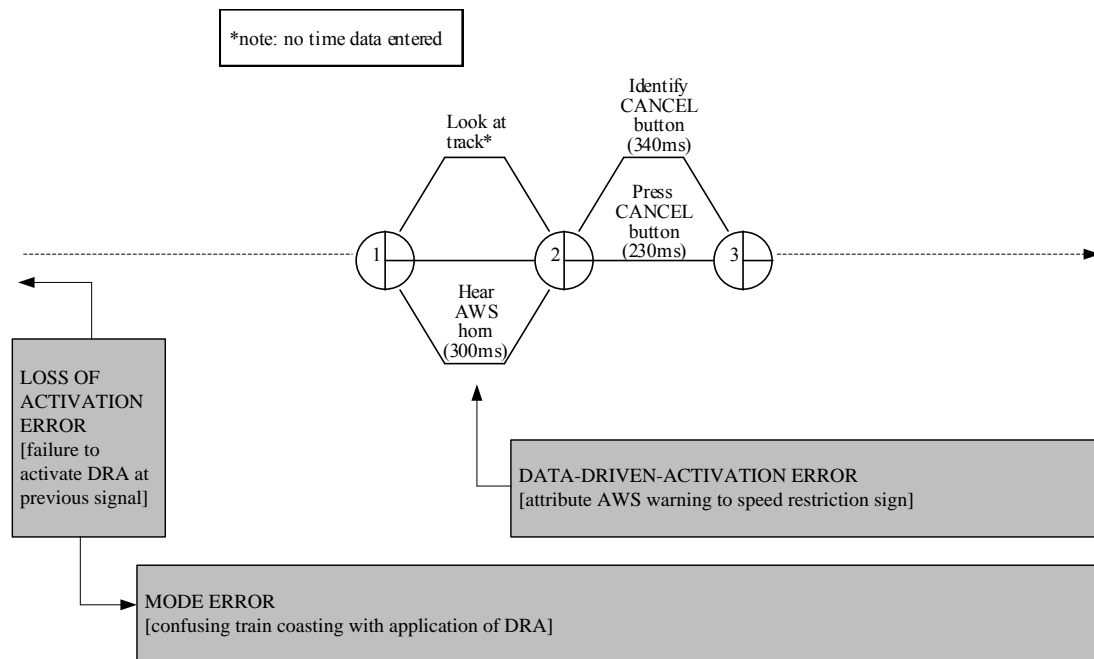 *note: no time data entered
Identify
CANCEL
button
(340ms)
Look at
track*
Press
CANCEL
button
(230ms)
1
2
3
Hear
AWS
horn
(300ms)
LOSS OF
ACTIVATION
ERROR
[failure to
activate DRA at
previous signal]
DATA-DRIVEN-ACTIVATION ERROR
[attribute AWS warning to speed restriction sign]
MODE ERROR
[confusing train coasting with application of DRA]